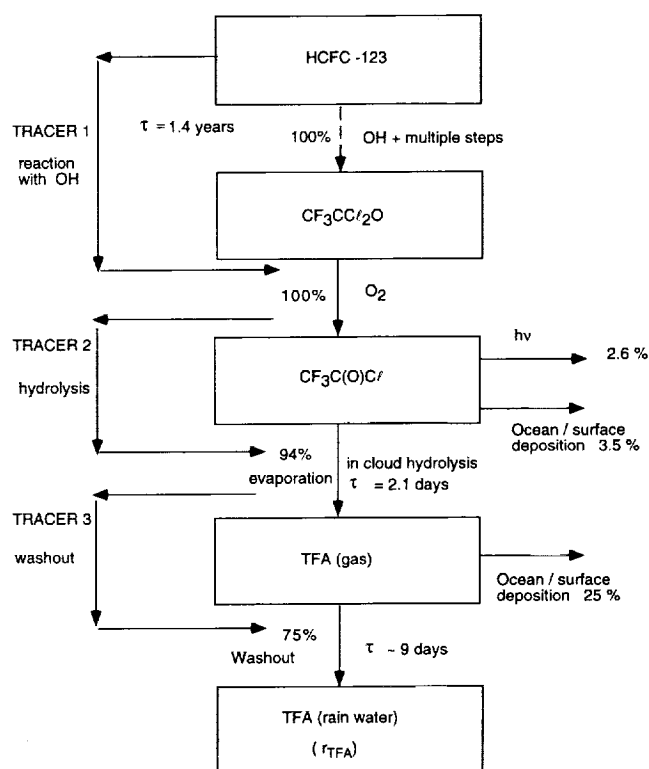 HCFC -123
TRACER 1
reaction
with OH
τ = 1.4 years
100%
OH + multiple steps
CF₃CCℓ₂O
100%
O₂
TRACER 2
hydrolysis
hν
2.6 %
CF₃C(O)Cℓ
Ocean / surface
deposition 3.5 %
94%
evaporation
in cloud hydrolysis
τ = 2.1 days
TRACER 3
washout
TFA (gas)
Ocean / surface
deposition 25 %
75%
Washout
τ ~ 9 days
TFA (rain water)
( r_TFA )